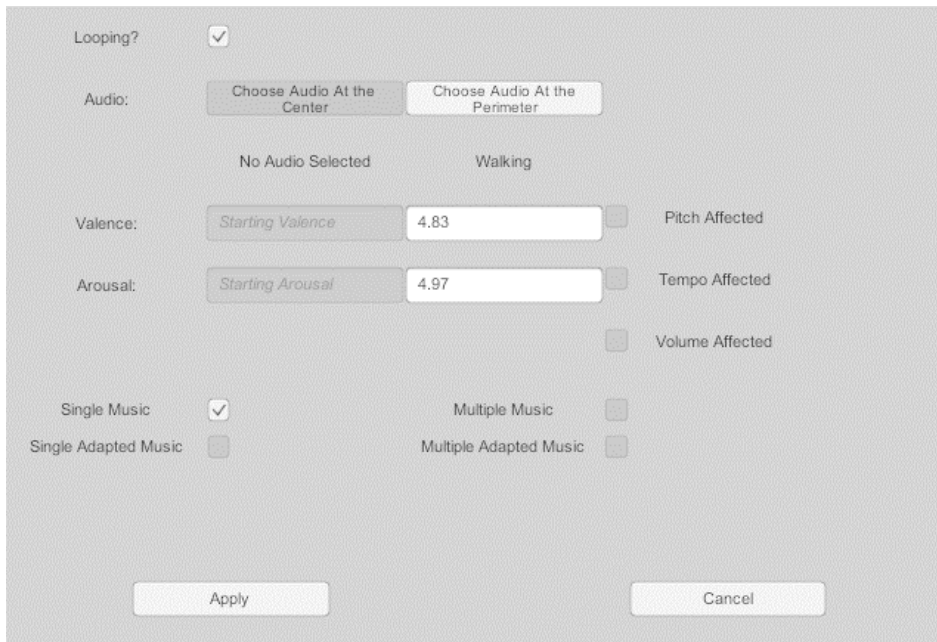 Looping?
Audio:
Choose Audio At the
Center
Choose Audio At the
Perimeter
No Audio Selected
Walking
Valence:
Starting Valence
4.83
Pitch Affected
Arousal:
Starting Arousal
4.97
Tempo Affected
Volume Affected
Single Music
Multiple Music
Single Adapted Music
Multiple Adapted Music
Apply
Cancel